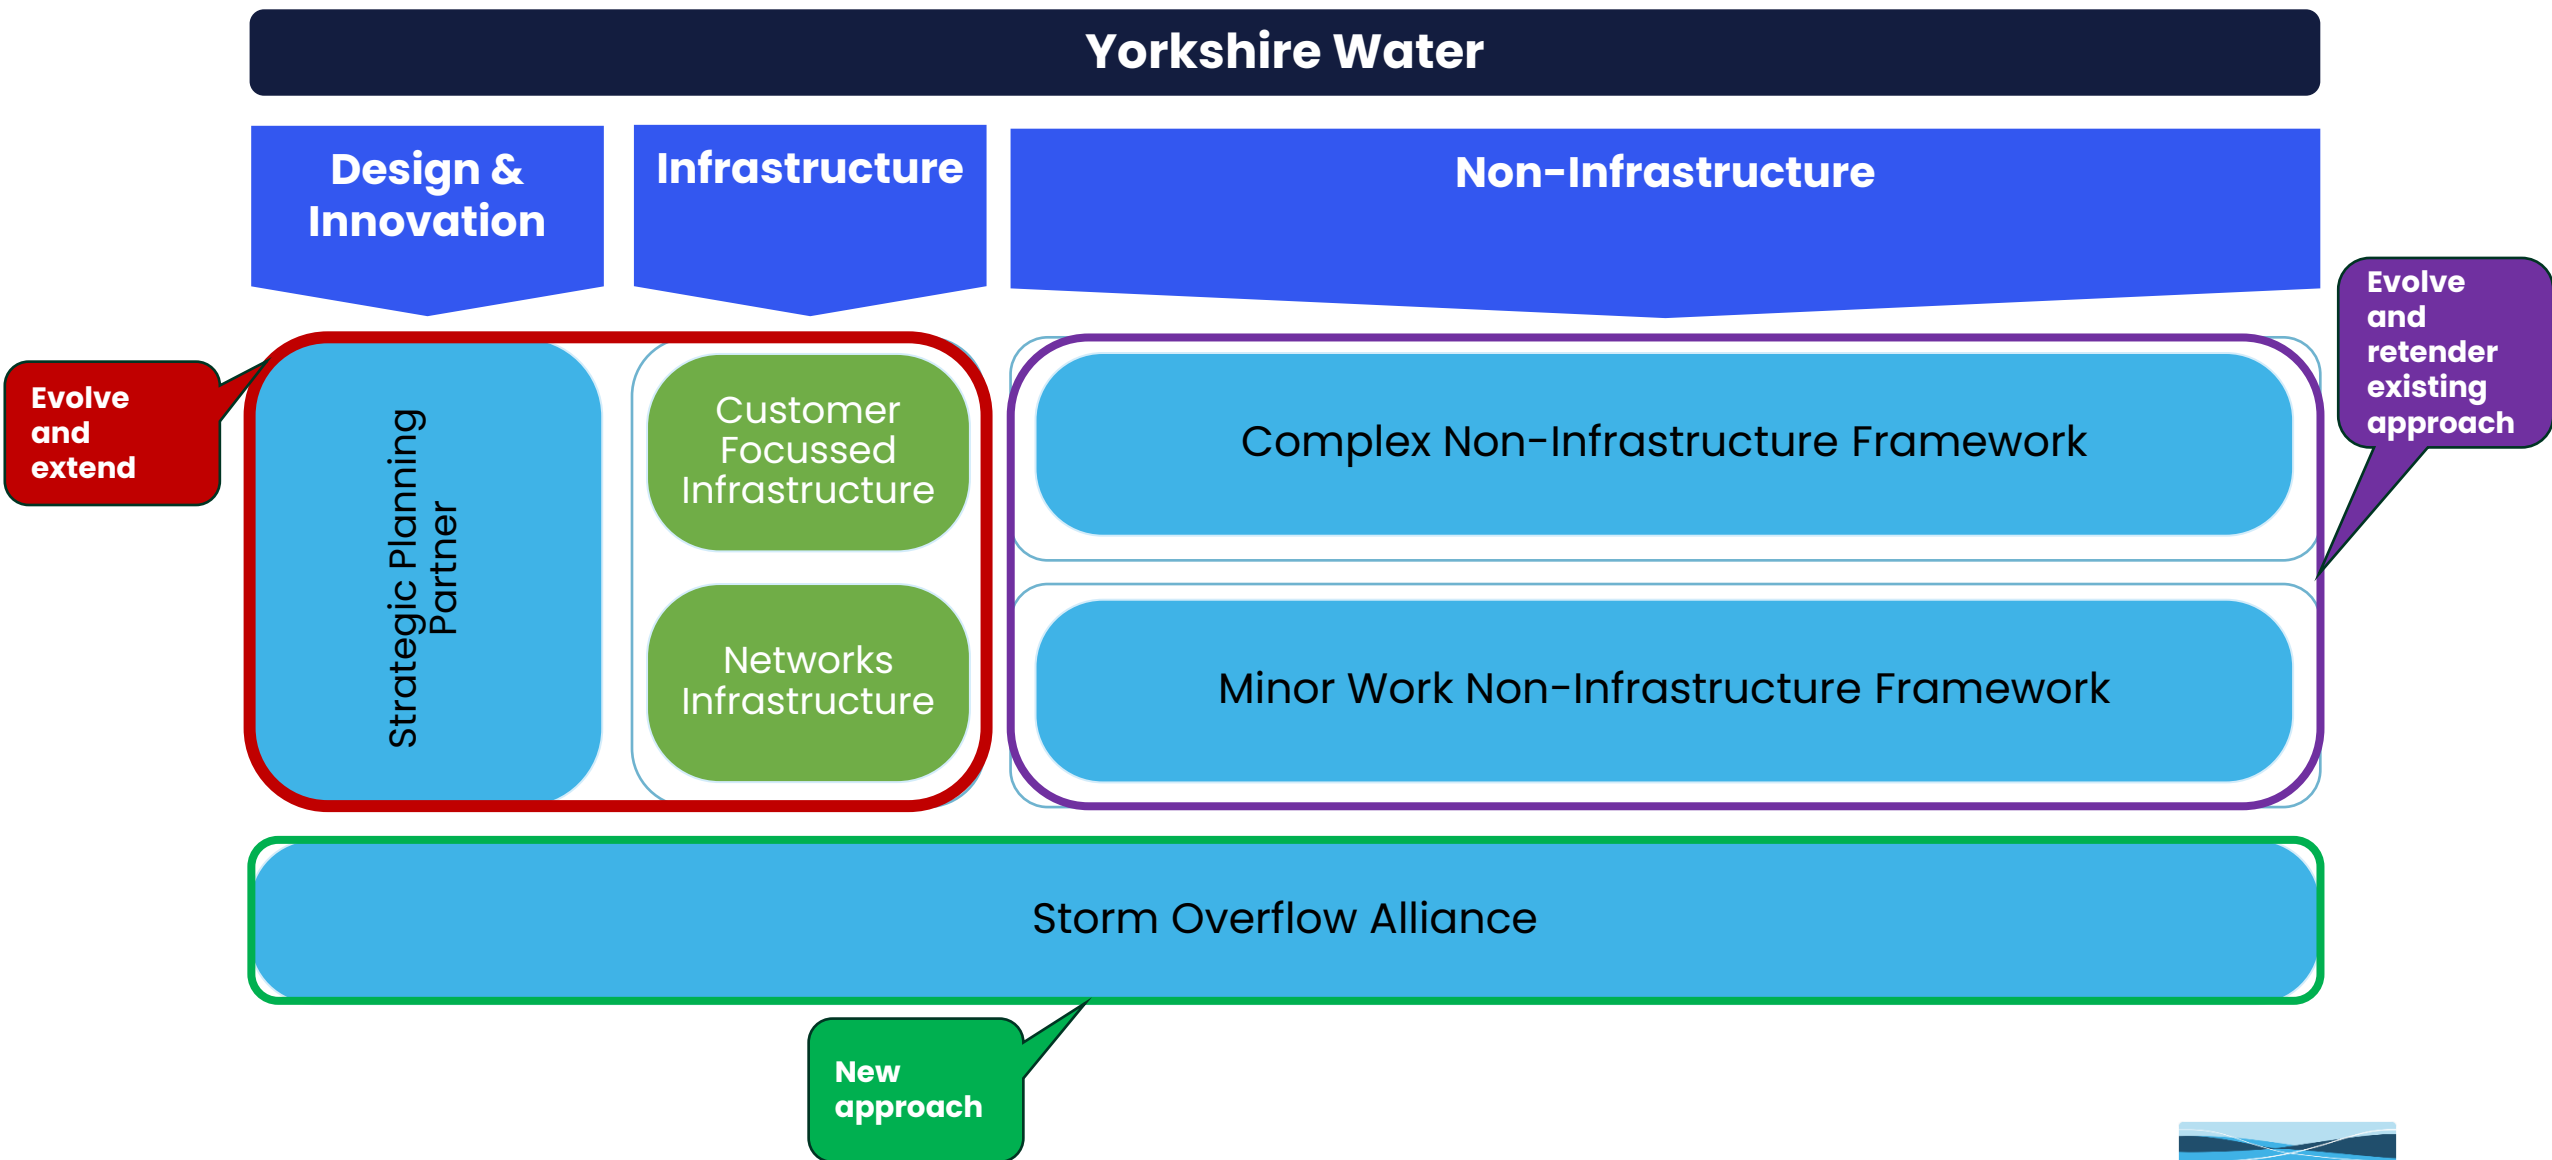 Yorkshire Water
Design &
Innovation
Infrastructure
Non-Infrastructure
Evolve
and
extend
Strategic Planning
Partner
Customer
Focussed
Infrastructure
Networks
Infrastructure
Complex Non-Infrastructure Framework
Minor Work Non-Infrastructure Framework
Evolve
and
retender
existing
approach
Storm Overflow Alliance
New
approach